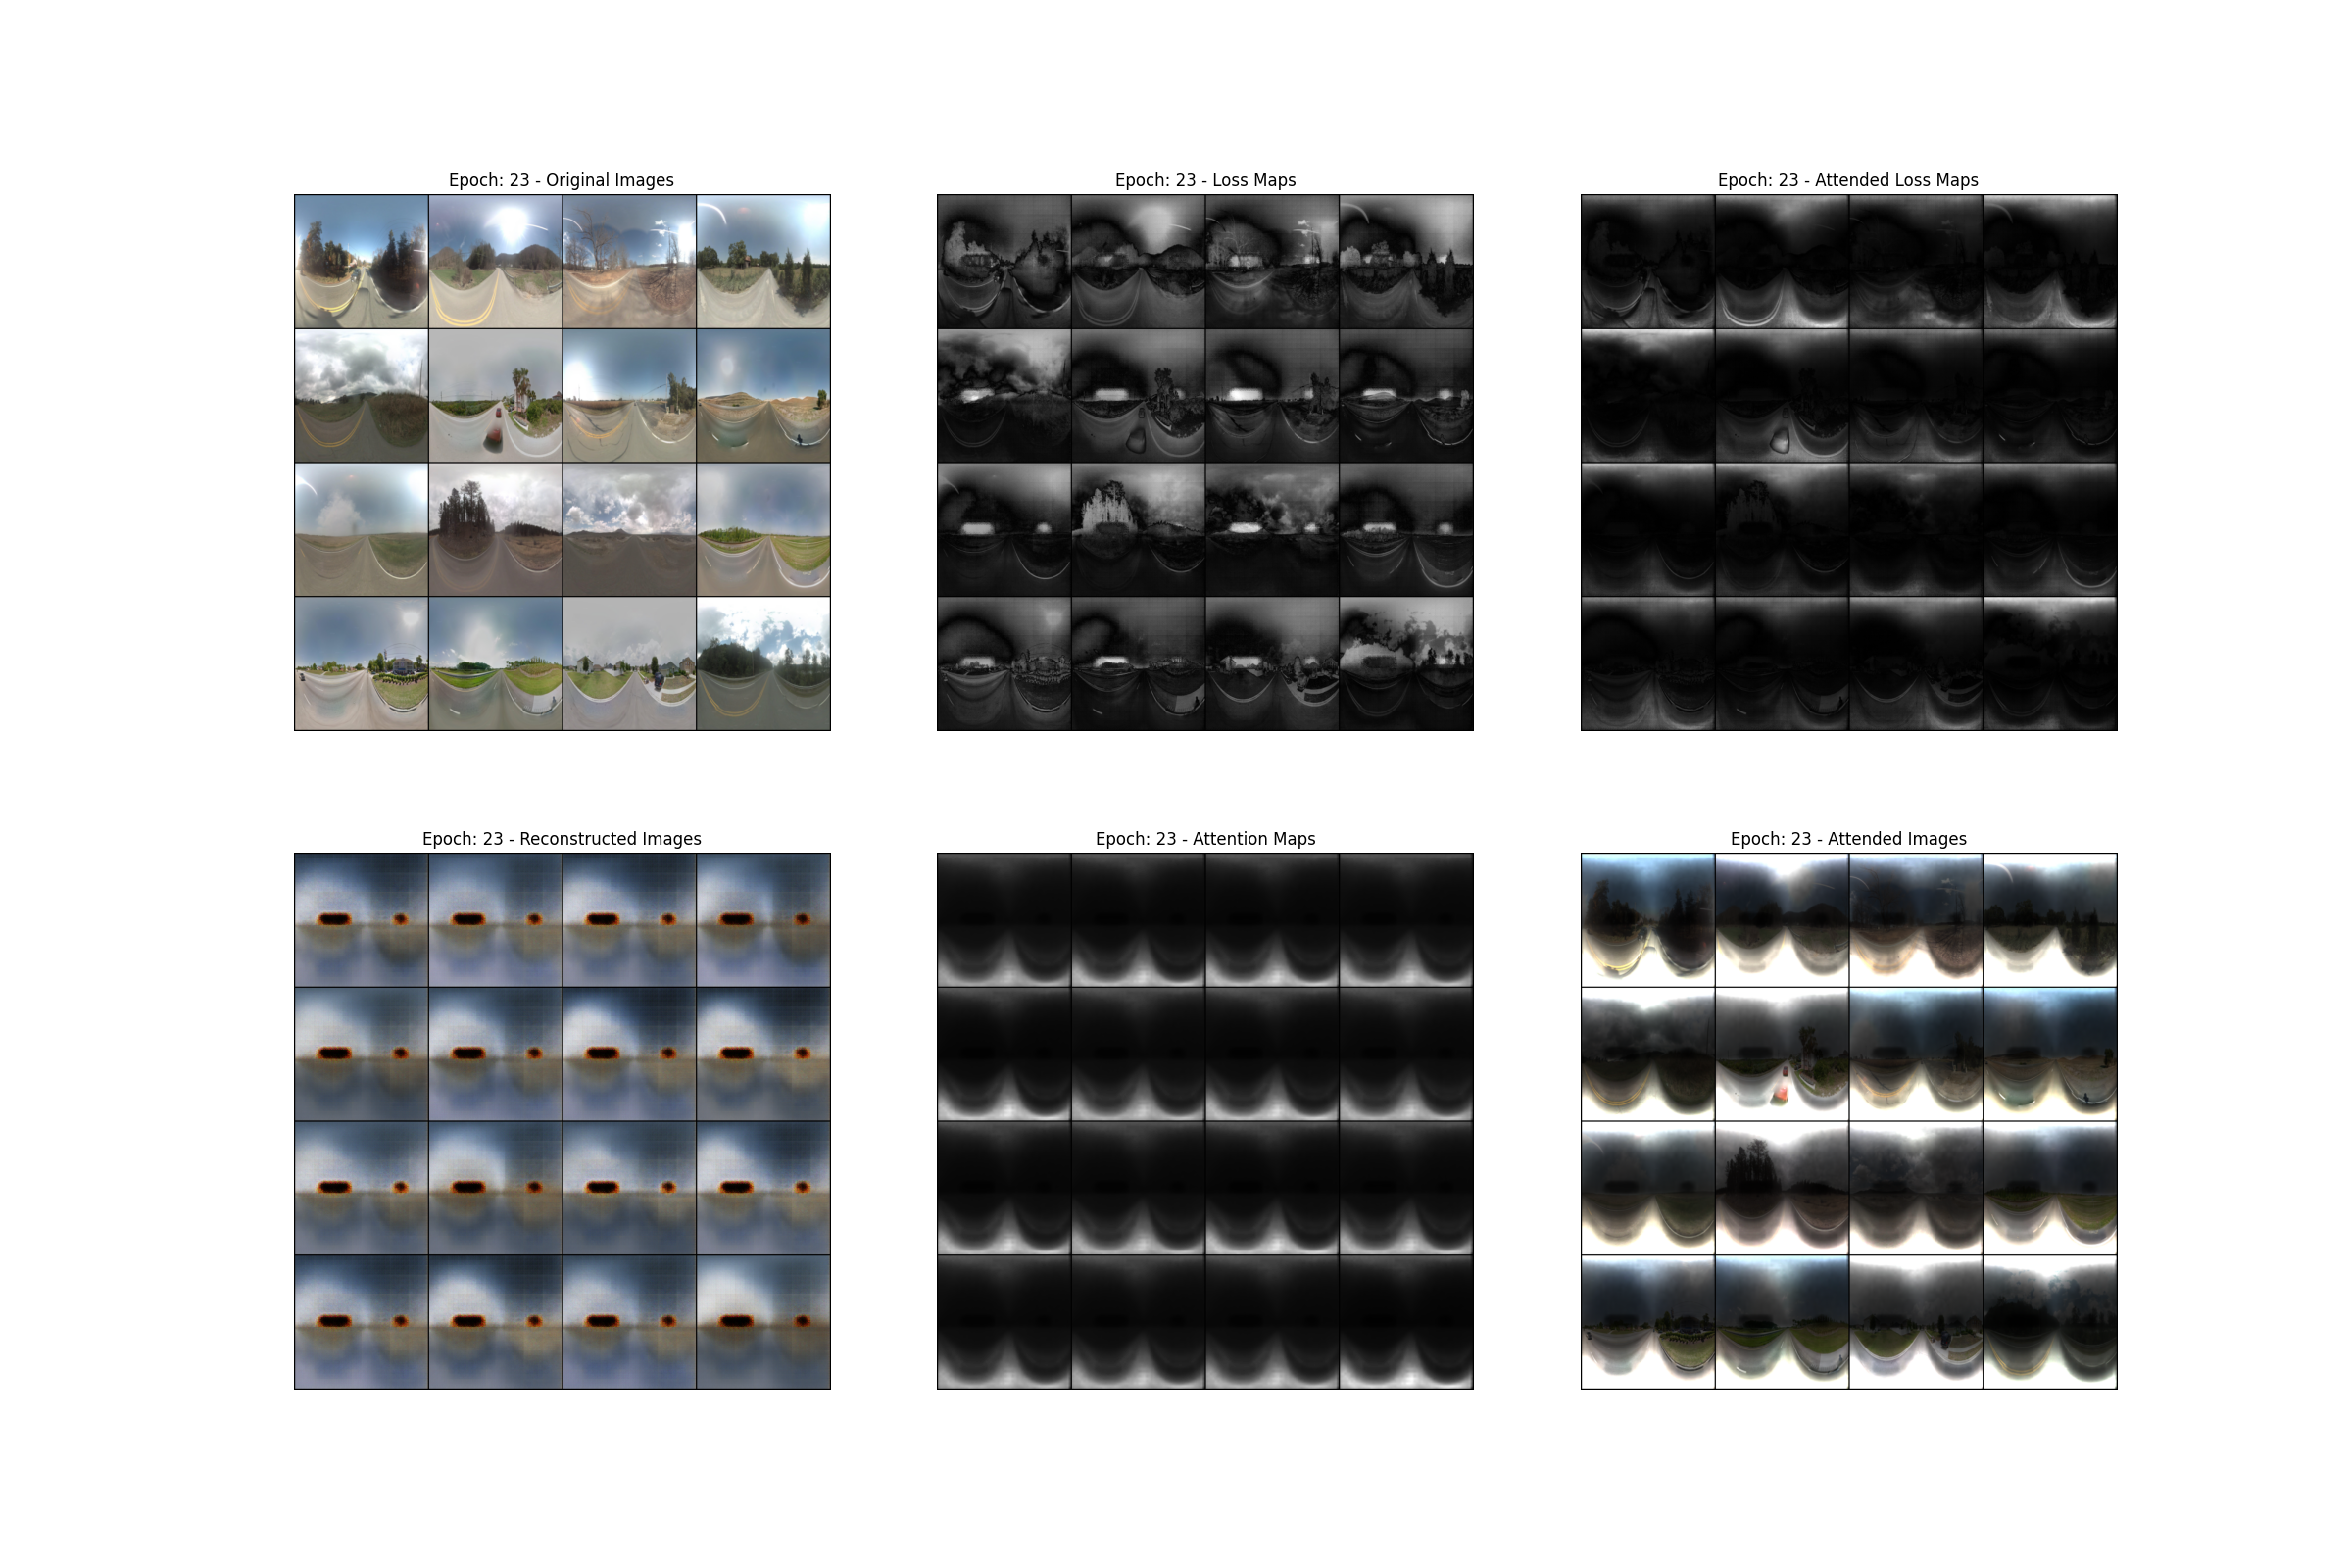 Epoch: 23 - Original Images
Epoch: 23 - Loss Maps
Epoch: 23 - Attended Loss Maps
Epoch: 23 - Reconstructed Images
Epoch: 23 - Attention Maps
Epoch: 23 - Attended Images